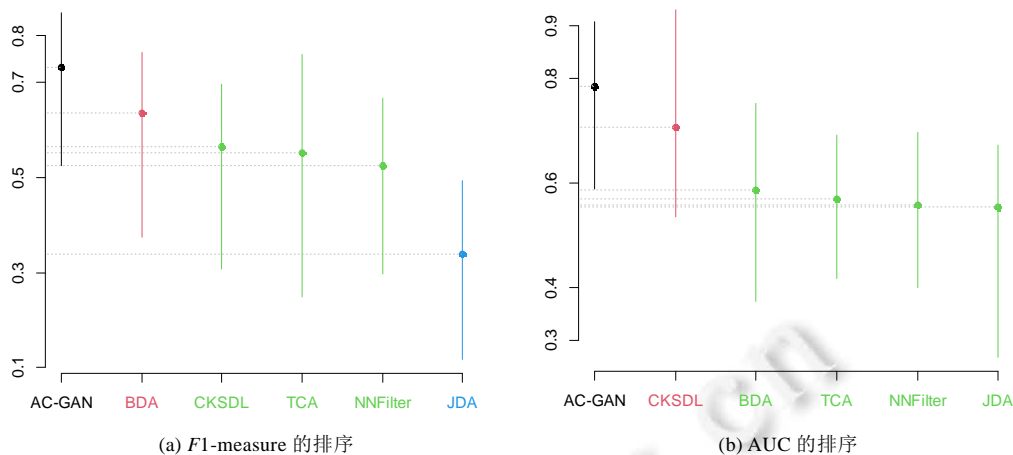 0.8
0.7
0.5
0.3
0.1
AC-GAN BDA CKSDL TCA NNFilter JDA
(a) F1-measure 的排序
0.9
0.8
0.6
0.4
0.3
AC-GAN CKSDL BDA TCA NNFilter JDA
(b) AUC 的排序
cn